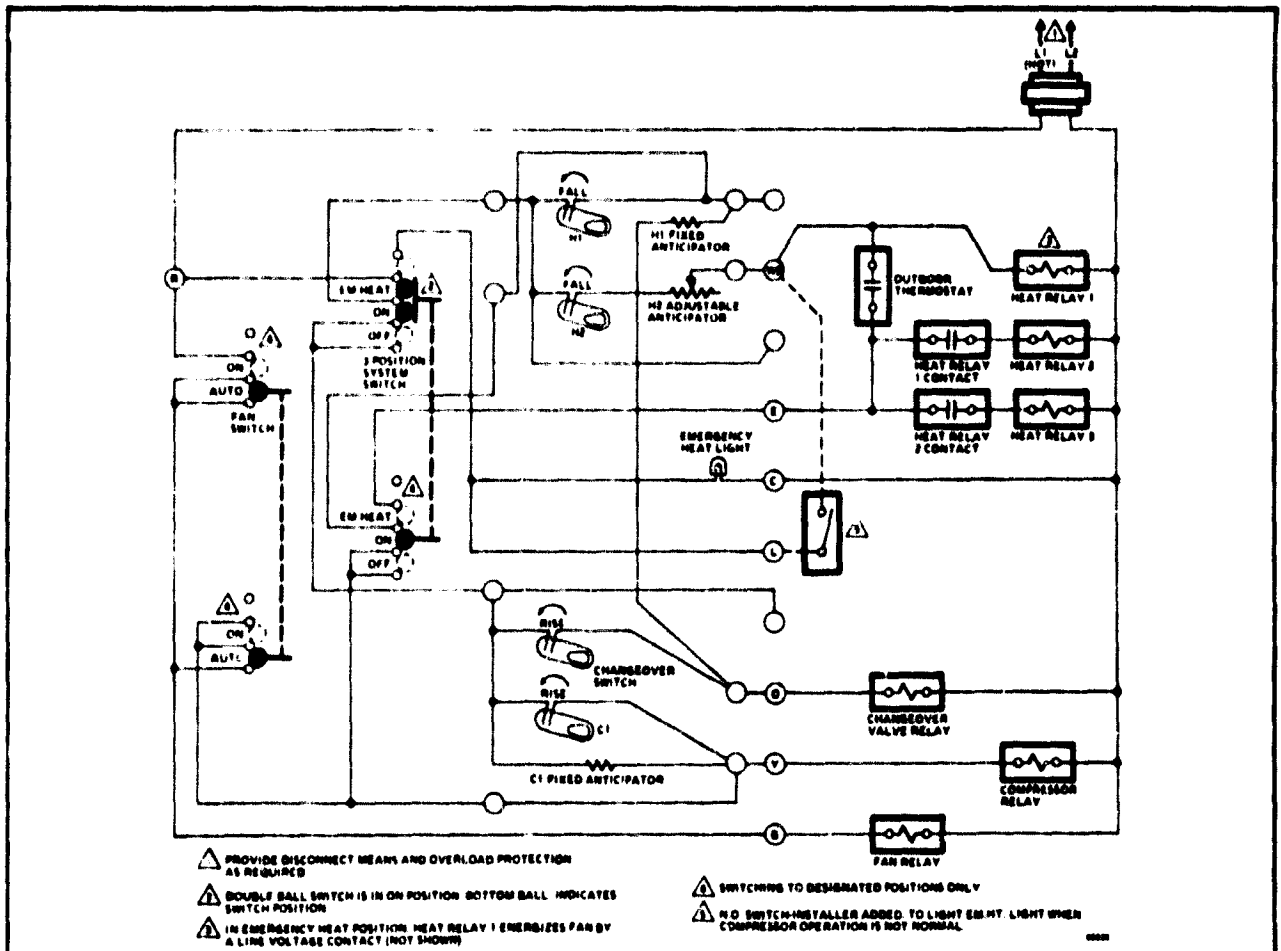 L1 L2
(HOT)
FALL
H1
H1 FIXED
ANTICIPATOR
R
EM HEAT
ON
OFF
3 POSITION
SYSTEM
SWITCH
FALL
H2
H2 ADJUSTABLE
ANTICIPATOR
OUTDOOR
THERMOSTAT
HEAT RELAY 1
ON
AUTO
FAN
SWITCH
HEAT RELAY
1 CONTACT
HEAT RELAY 2
E
HEAT RELAY
2 CONTACT
HEAT RELAY 3
EMERGENCY
HEAT LIGHT
C
EM HEAT
ON
OFF
L
ON
AUTO
RISE
CHANGEOVER
SWITCH
O
CHANGEOVER
VALVE RELAY
RISE
C1
C1 FIXED ANTICIPATOR
Y
COMPRESSOR
RELAY
G
FAN RELAY
PROVIDE DISCONNECT MEANS AND OVERLOAD PROTECTION
AS REQUIRED
DOUBLE BALL SWITCH IS IN ON POSITION BOTTOM BALL INDICATES
SWITCH POSITION
IN EMERGENCY HEAT POSITION, HEAT RELAY 1 ENERGIZES FAN BY
A LINE VOLTAGE CONTACT (NOT SHOWN)
SWITCHING TO DESIGNATED POSITIONS ONLY
N.O. SWITCH-INSTALLER ADDED. TO LIGHT EM.HT. LIGHT WHEN
COMPRESSOR OPERATION IS NOT NORMAL